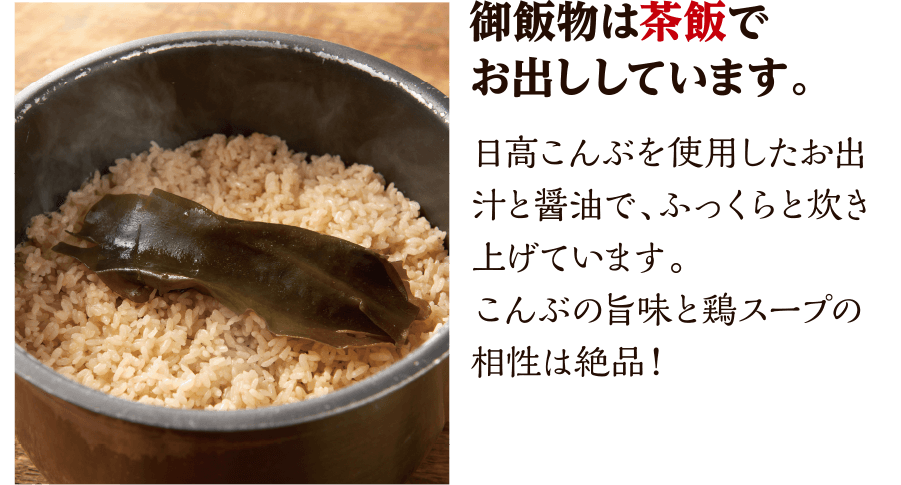 御飯物は茶飯で
お出ししています。
日高こんぶを使用したお出
汁と醤油で、ふっくらと炊き
上げています。
こんぶの旨味と鶏スープの
相性は絶品！